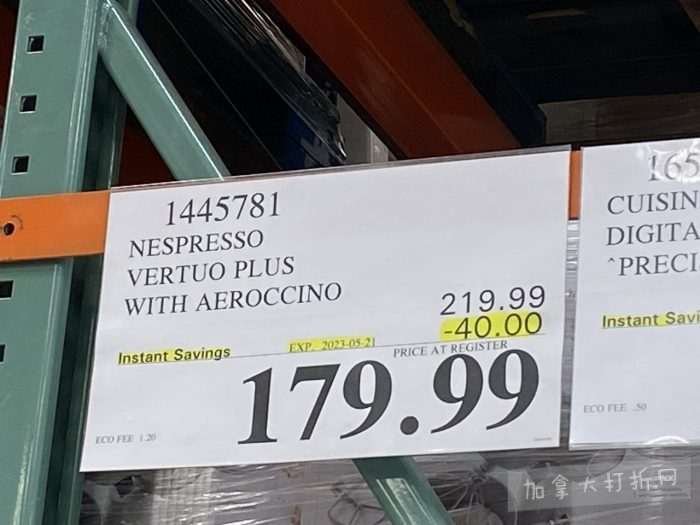 1445781
NESPRESSO
VERTUO PLUS
WITH AEROCCINO
219.99
-40.00
Instant Savings
EXP. 2023-05-21
PRICE AT REGISTER
179.99
ECO FEE 1.20
165
CUISIN
DIGITA
^PRECI
Instant Savi
ECO FEE .50
加拿大打折网